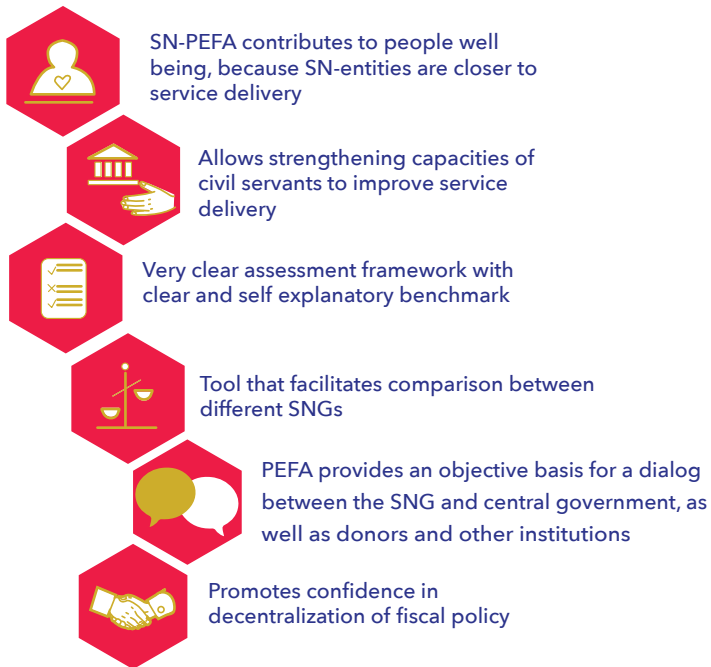 SN-PEFA contributes to people well
being, because SN-entities are closer to
service delivery
Allows strengthening capacities of
civil servants to improve service
delivery
Very clear assessment framework with
clear and self explanatory benchmark
Tool that facilitates comparison between
different SNGs
PEFA provides an objective basis for a dialog
between the SNG and central government, as
well as donors and other institutions
Promotes confidence in
decentralization of fiscal policy